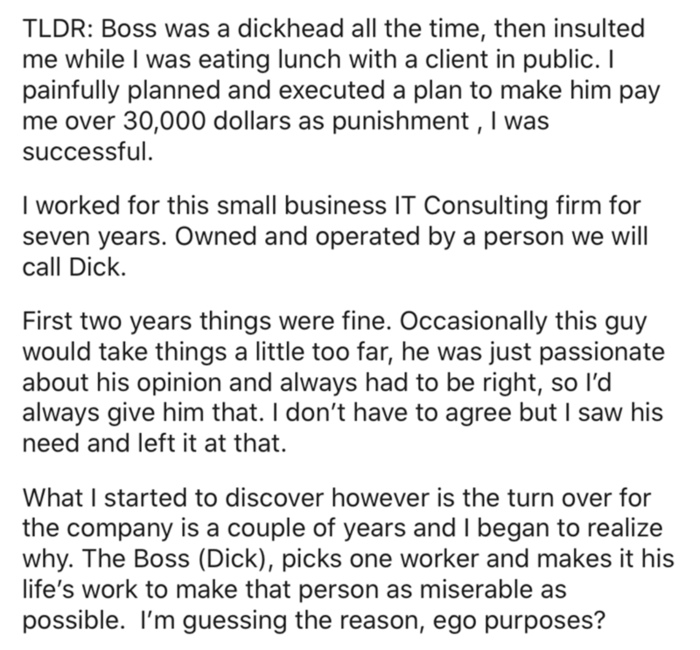 TLDR: Boss was a dickhead all the time, then insulted
me while I was eating lunch with a client in public. I
painfully planned and executed a plan to make him pay
me over 30,000 dollars as punishment , I was
successful.
I worked for this small business IT Consulting firm for
seven years. Owned and operated by a person we will
call Dick.
First two years things were fine. Occasionally this guy
would take things a little too far, he was just passionate
about his opinion and always had to be right, so I’d
always give him that. I don’t have to agree but I saw his
need and left it at that.
What I started to discover however is the turn over for
the company is a couple of years and I began to realize
why. The Boss (Dick), picks one worker and makes it his
life’s work to make that person as miserable as
possible.  I’m guessing the reason, ego purposes?